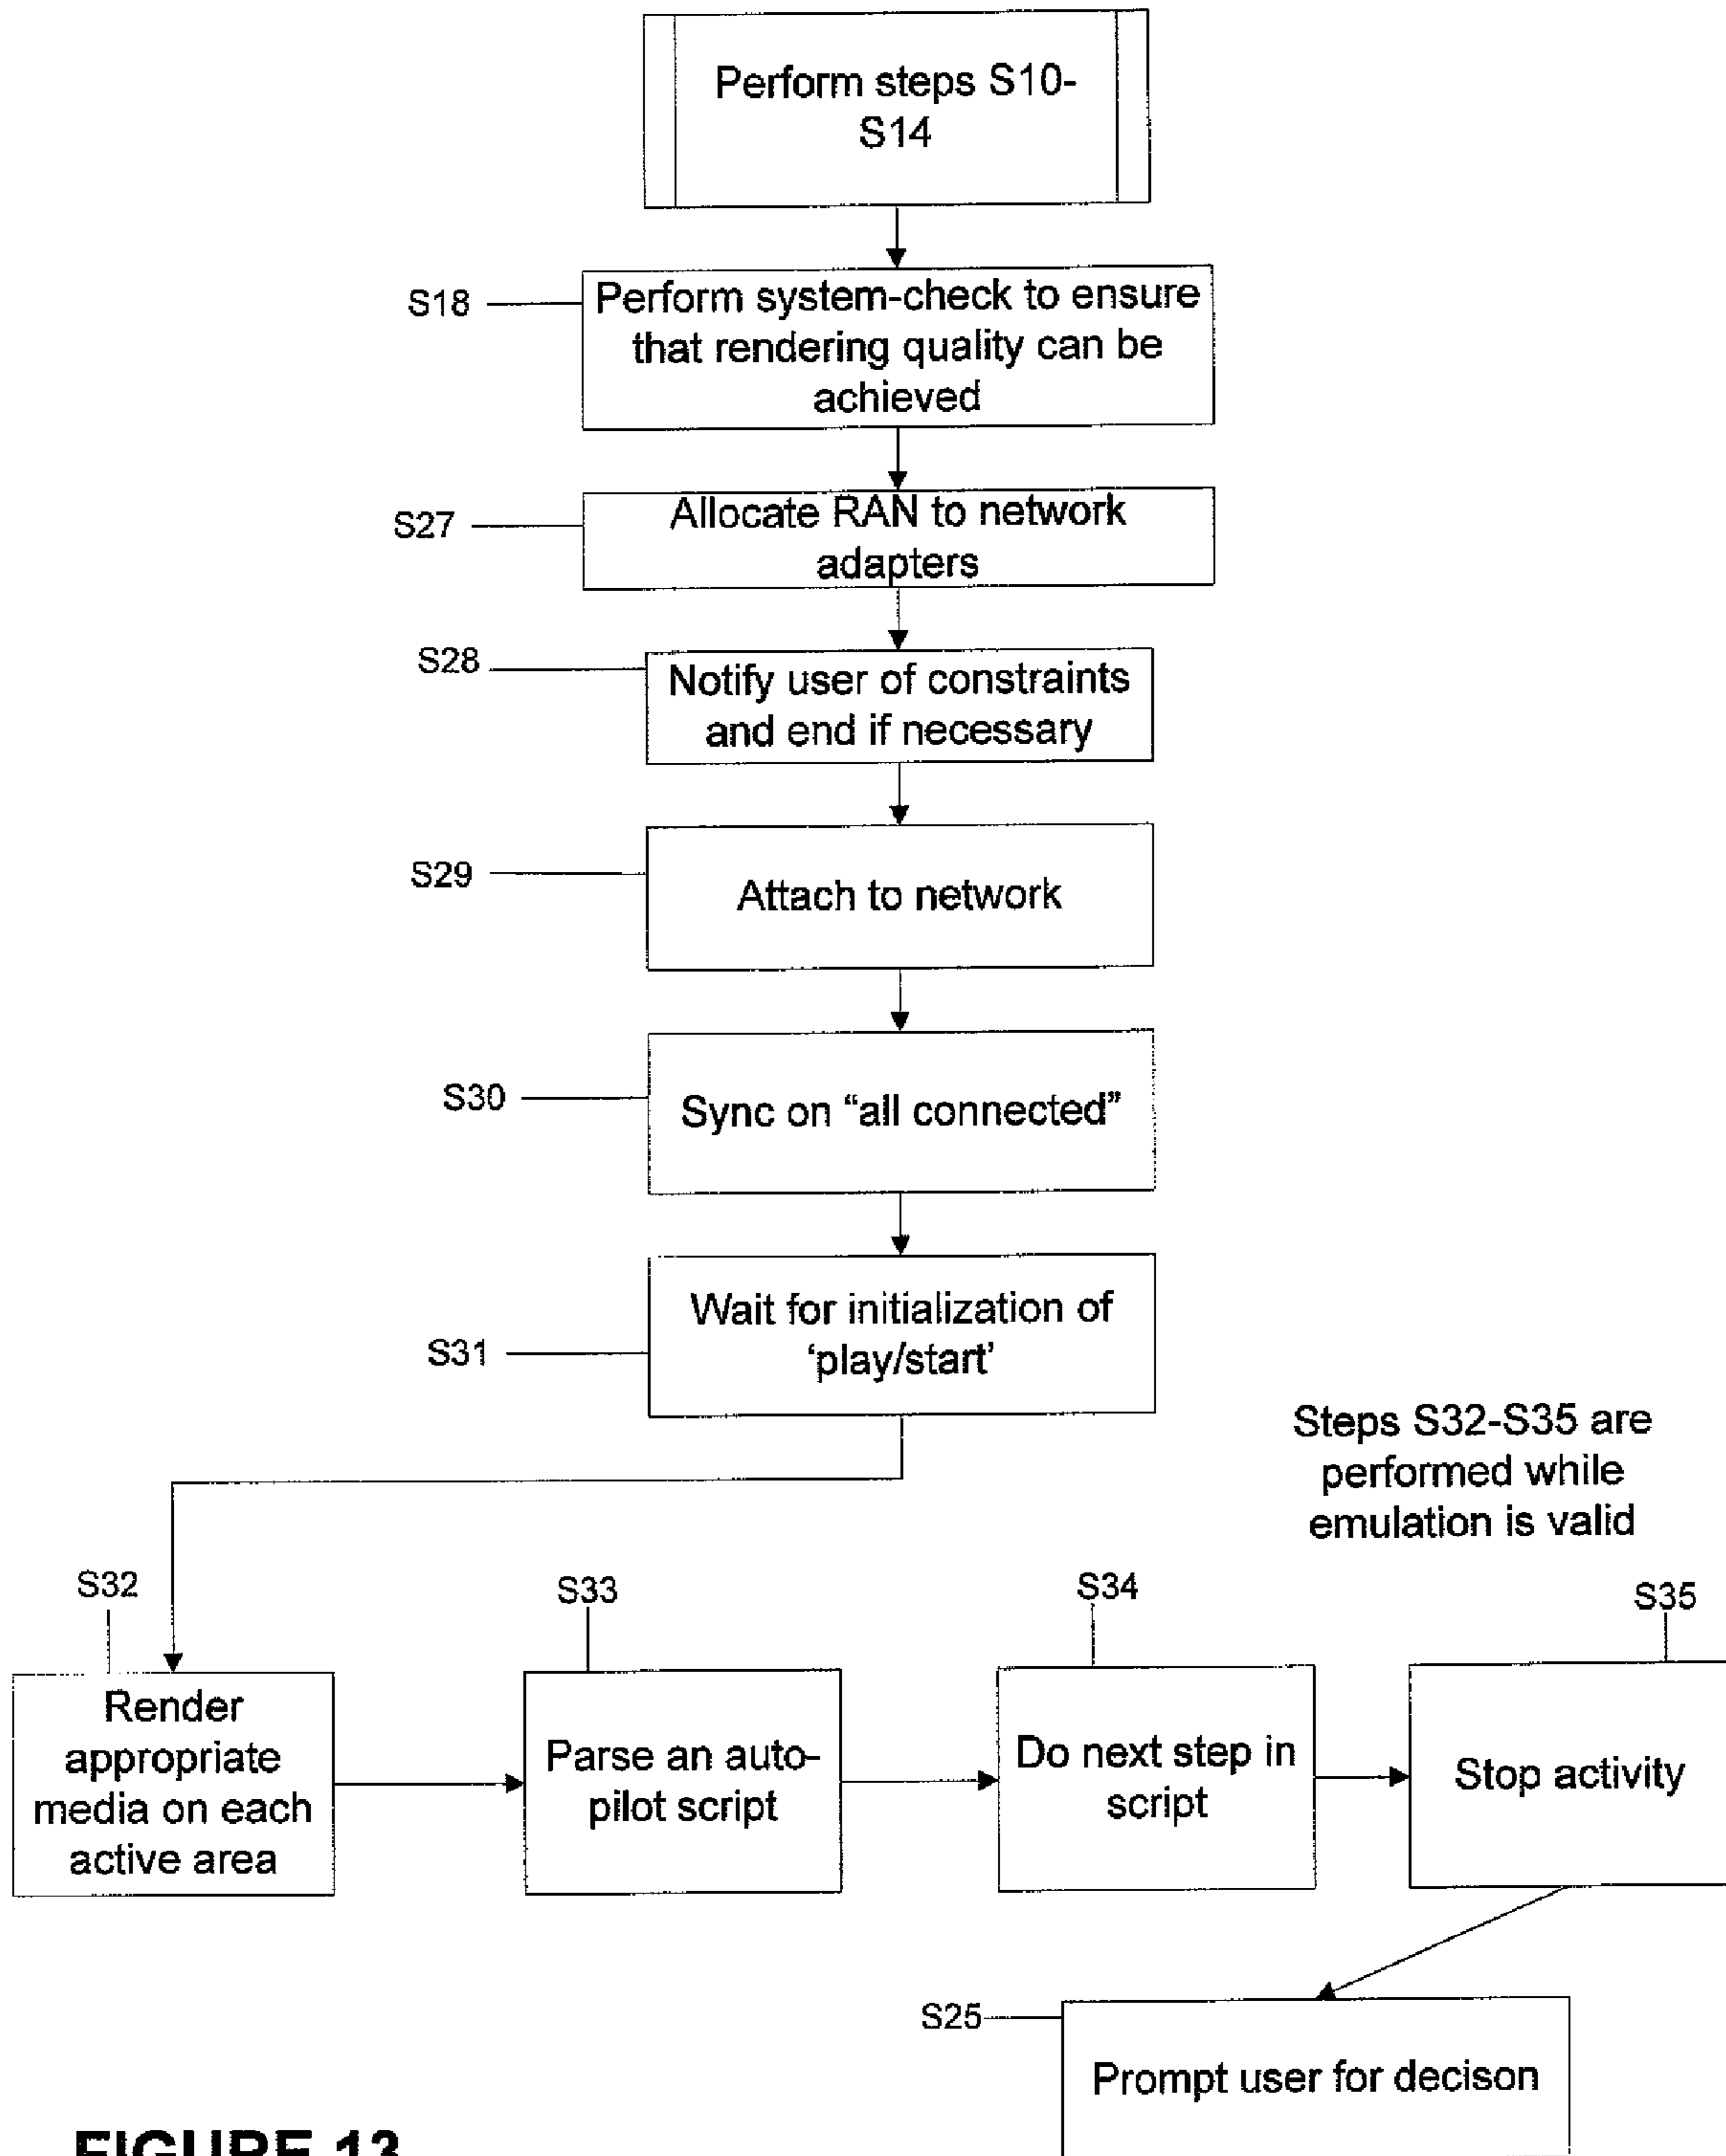 Perform steps S10-
S14
S18
Perform system-check to ensure
that rendering quality can be
achieved
S27
Allocate RAN to network
adapters
S28
Notify user of constraints
and end if necessary
S29
Attach to network
S30
Sync on “all connected”
S31
Wait for initialization of
‘play/start’
Steps S32-S35 are
performed while
emulation is valid
S32
Render
appropriate
media on each
active area
S33
Parse an auto-
pilot script
S34
Do next step in
script
S35
Stop activity
S25
Prompt user for decison
FIGURE 13